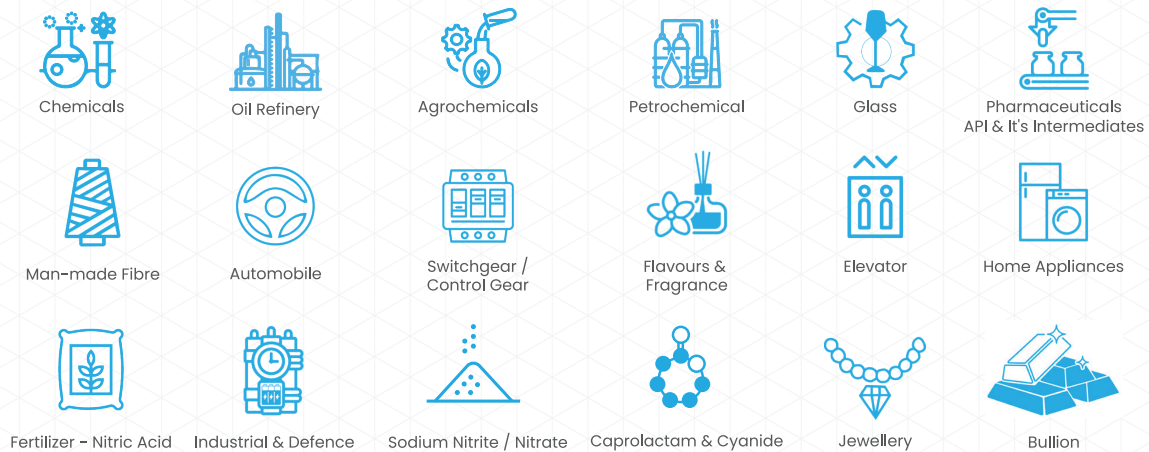 Chemicals
Oil Refinery
Agrochemicals
Petrochemical
Glass
Pharmaceuticals
API & It's Intermediates
Man-made Fibre
Automobile
Switchgear /
Control Gear
Flavours &
Fragrance
Elevator
Home Appliances
Fertilizer - Nitric Acid
Industrial & Defence
Sodium Nitrite / Nitrate
Caprolactam & Cyanide
Jewellery
Bullion